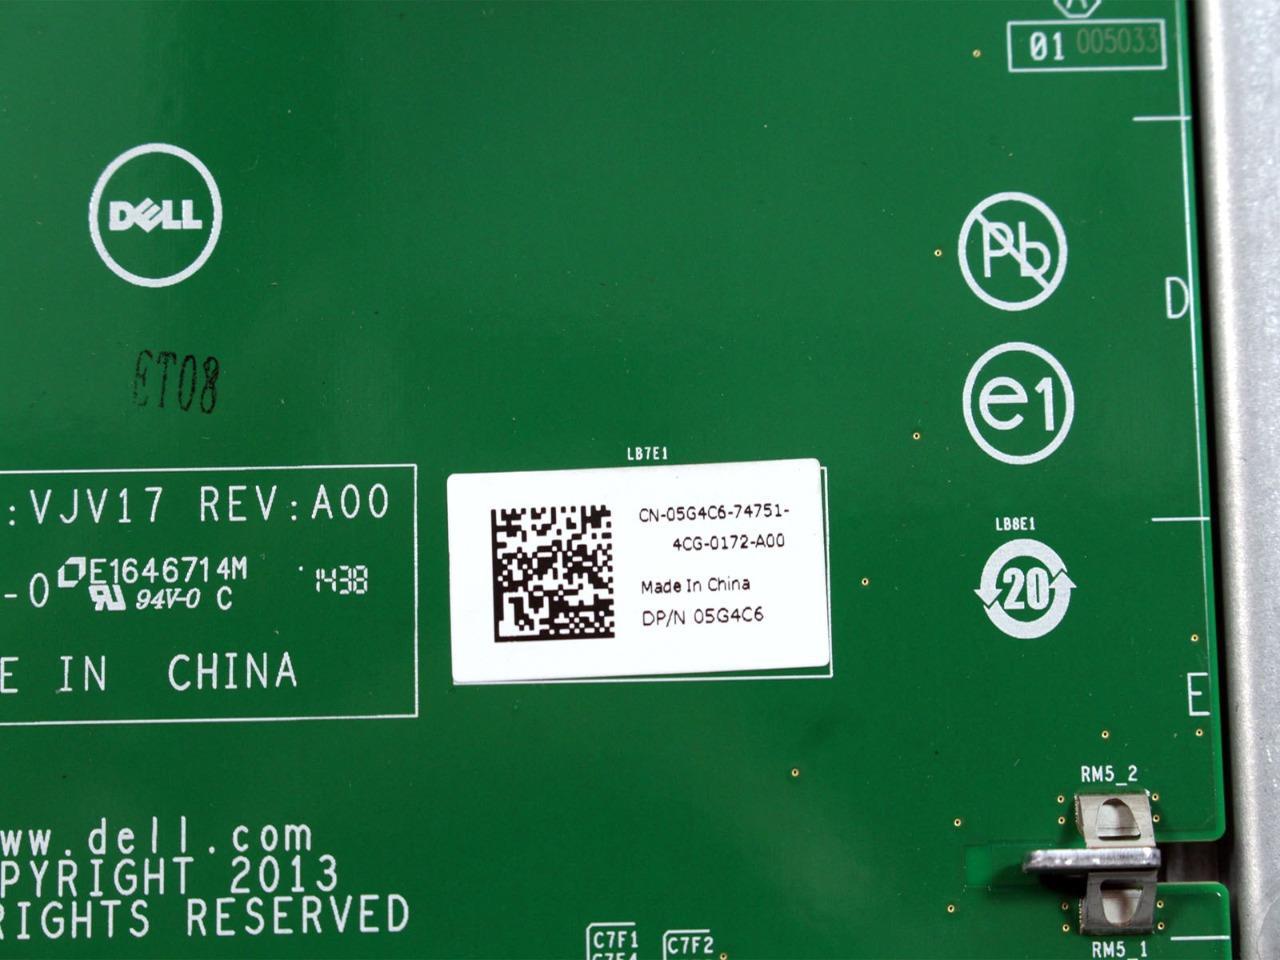 01 005033
DELL
Pb
D
ET08
e1
LB7E1
:VJV17 REV:A00
CN-05G4C6-74751-
4CG-0172-A00
Made In China
DP/N 05G4C6
LB8E1
20
-0 E1646714M
94V-0 C
1438
E IN CHINA
E
RM5_2
ww.dell.com
PYRIGHT 2013
RIGHTS RESERVED
C7F1
C7F2
RM5_1